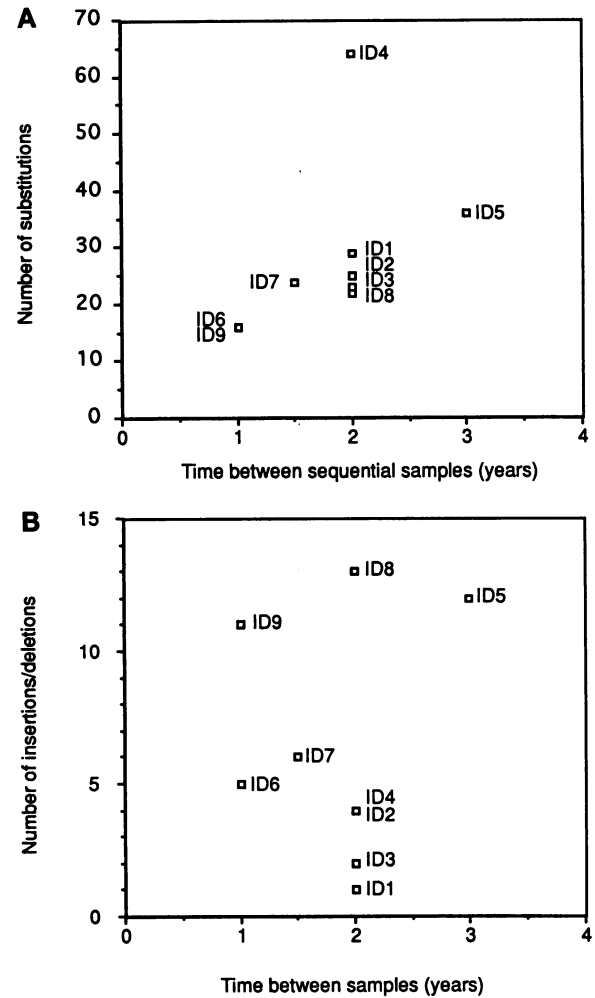 A
70
60
50
40
30
20
10
0
Number of substitutions
ID4
ID5
ID1
ID2
ID3
ID8
ID7
ID6
ID9
0 1 2 3 4
Time between sequential samples (years)
B
15
10
5
0
Number of insertions/deletions
ID8
ID5
ID9
ID7
ID6
ID4
ID2
ID3
ID1
0 1 2 3 4
Time between samples (years)